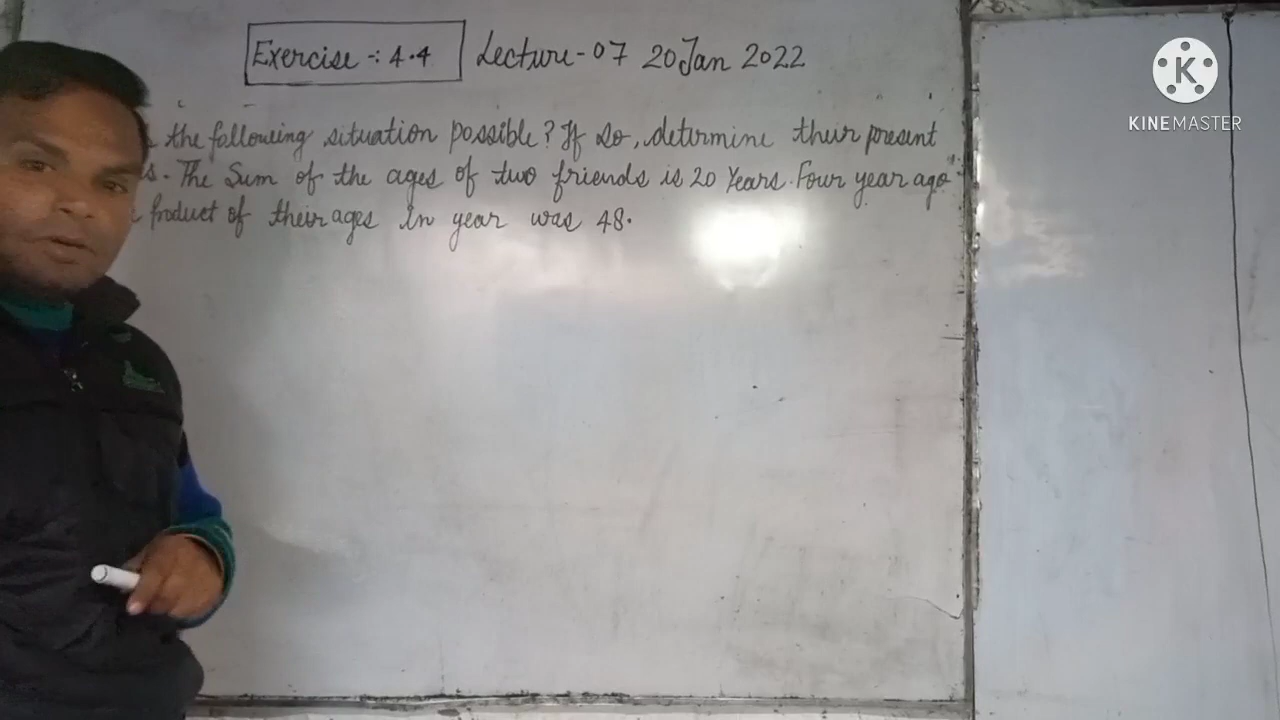 Exercise -: 4.4 Lecture-07 20 Jan 2022
the following situation possible? If so, determine their present
The Sum of the ages of two friends is 20 Years. Four year ago
product of their ages in year was 48.
K
KINEMASTER